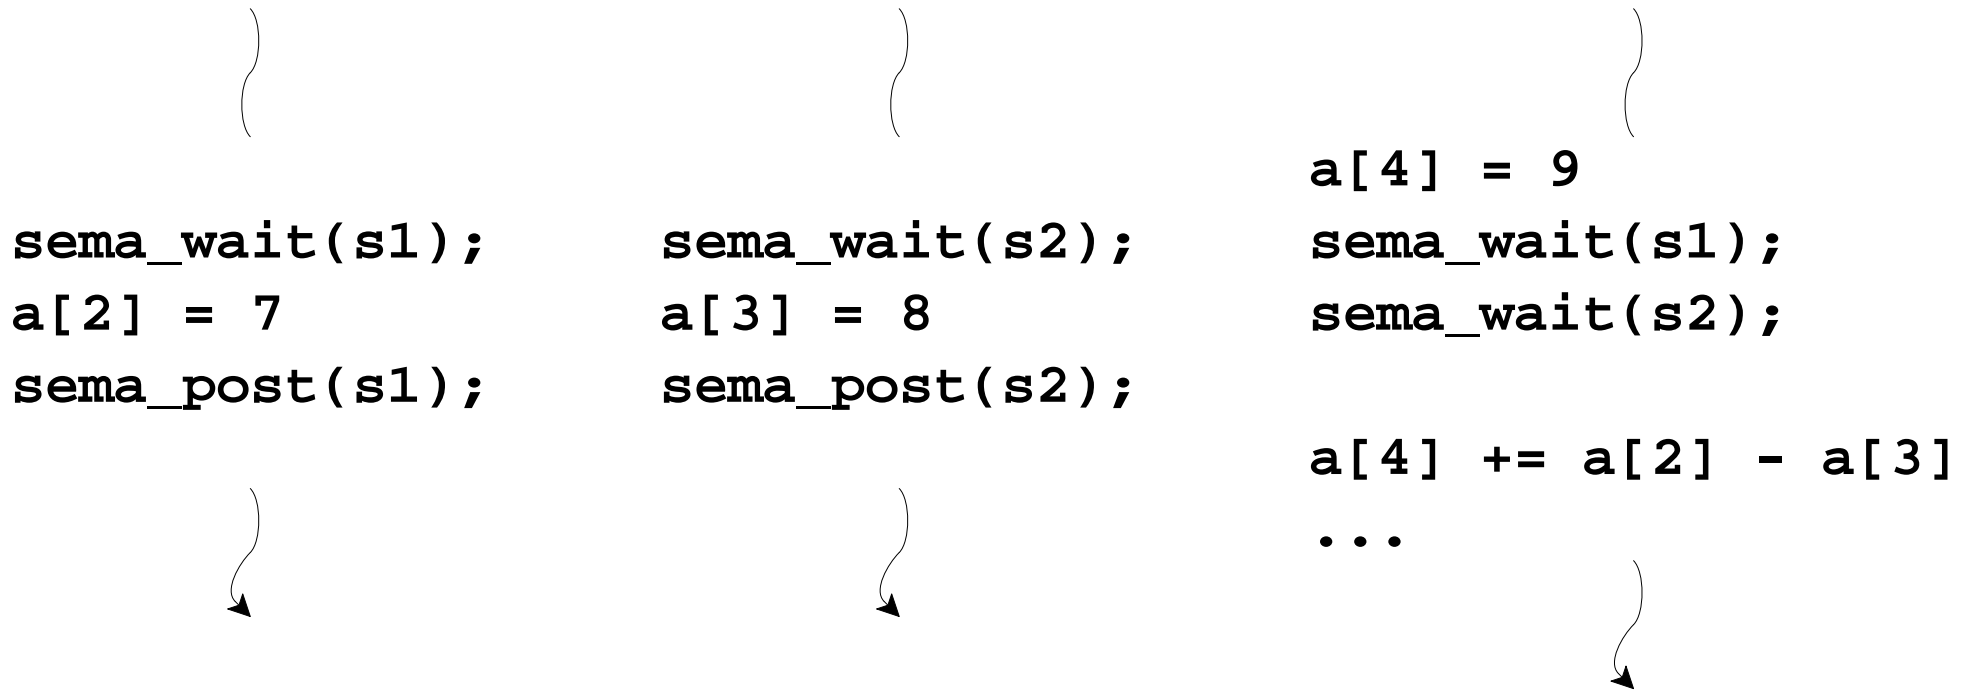 sema_wait(s1);
a[2] = 7
sema_post(s1);
sema_wait(s2);
a[3] = 8
sema_post(s2);
a[4] = 9
sema_wait(s1);
sema_wait(s2);
a[4] += a[2] - a[3]
...